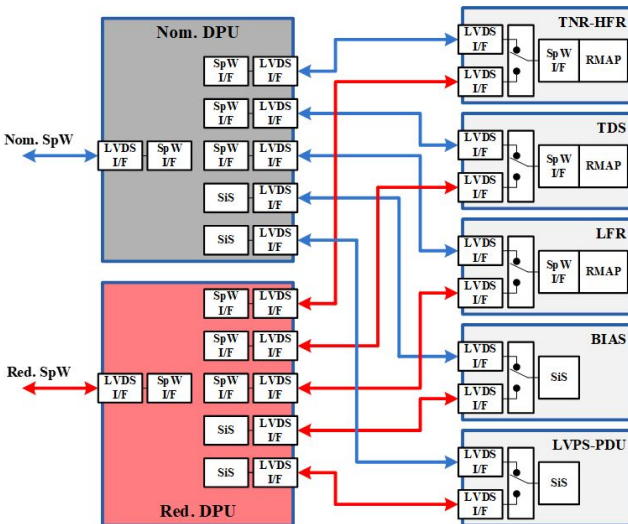 Nom. DPU
SpW I/F
LVDS I/F
SpW I/F
LVDS I/F
Nom. SpW
LVDS I/F
SpW I/F
SpW I/F
LVDS I/F
SiS
LVDS I/F
SiS
LVDS I/F
Red. SpW
SpW I/F
LVDS I/F
SpW I/F
LVDS I/F
LVDS I/F
SpW I/F
SpW I/F
LVDS I/F
SiS
LVDS I/F
SiS
LVDS I/F
Red. DPU
TNR-HFR
LVDS I/F
LVDS I/F
SpW I/F
RMAP
TDS
LVDS I/F
LVDS I/F
SpW I/F
RMAP
LFR
LVDS I/F
LVDS I/F
SpW I/F
RMAP
BIAS
LVDS I/F
LVDS I/F
SiS
LVPS-PDU
LVDS I/F
LVDS I/F
SiS